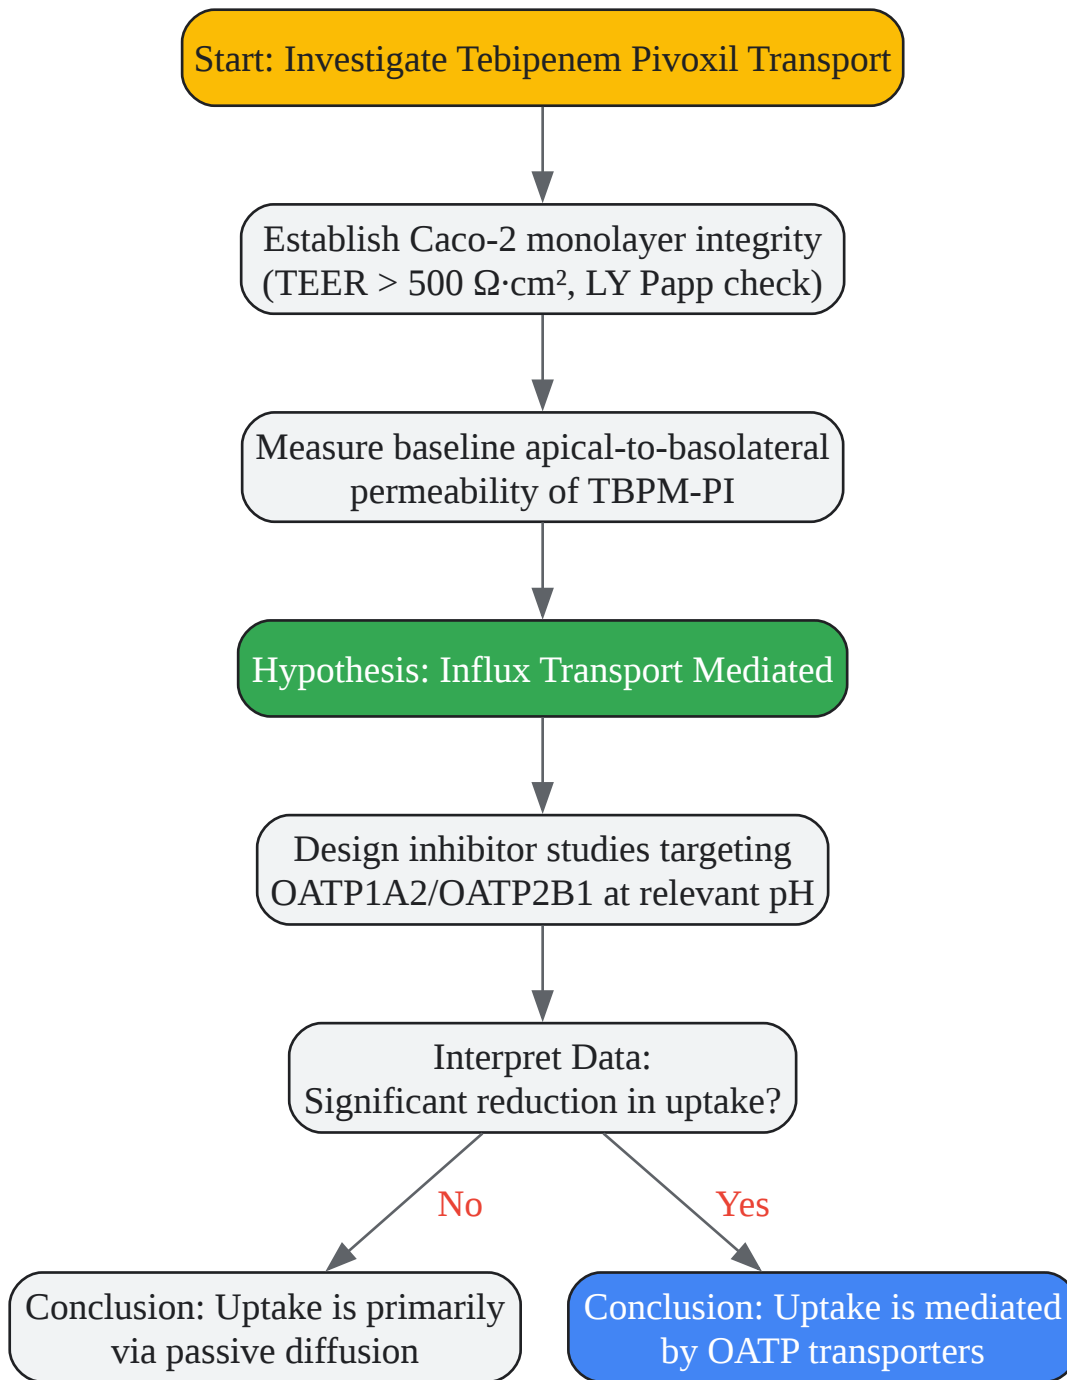 Start: Investigate Tebipenem Pivoxil Transport
Establish Caco-2 monolayer integrity
(TEER > 500 Ω·cm², LY Papp check)
Measure baseline apical-to-basolateral
permeability of TBPM-PI
Hypothesis: Influx Transport Mediated
Design inhibitor studies targeting
OATP1A2/OATP2B1 at relevant pH
Interpret Data:
Significant reduction in uptake?
No
Yes
Conclusion: Uptake is primarily
via passive diffusion
Conclusion: Uptake is mediated
by OATP transporters